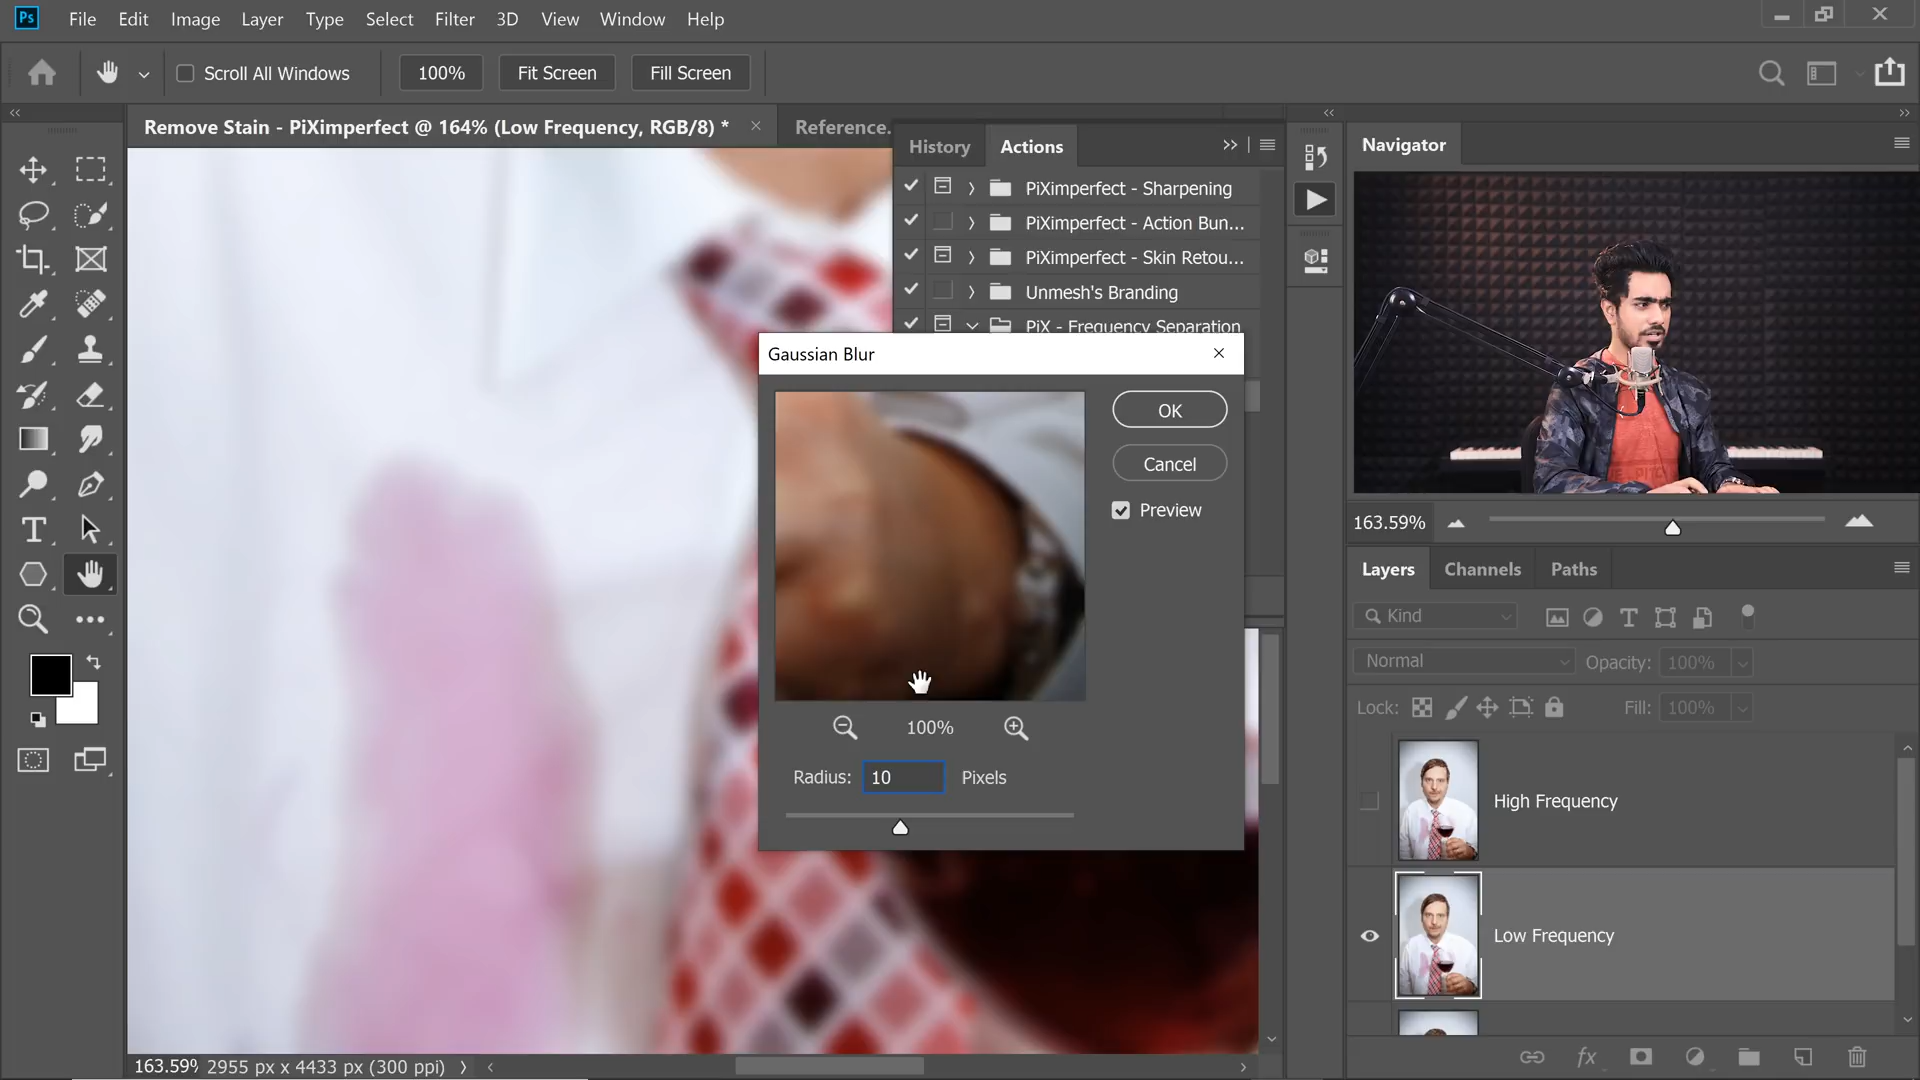 Ps File Edit Image Layer Type Select Filter 3D View Window Help
Scroll All Windows 100% Fit Screen Fill Screen
Remove Stain - PiXimperfect @ 164% (Low Frequency, RGB/8) *
Reference.
History Actions
PiXimperfect - Sharpening
PiXimperfect - Action Bun...
PiXimperfect - Skin Retou...
Unmesh's Branding
PiX - Frequency Separation
Gaussian Blur
OK
Cancel
Preview
100%
Radius: 10 Pixels
Navigator
163.59%
Layers Channels Paths
Kind
Normal Opacity: 100%
Lock: Fill: 100%
High Frequency
Low Frequency
fx
163.59% 2955 px x 4433 px (300 ppi)